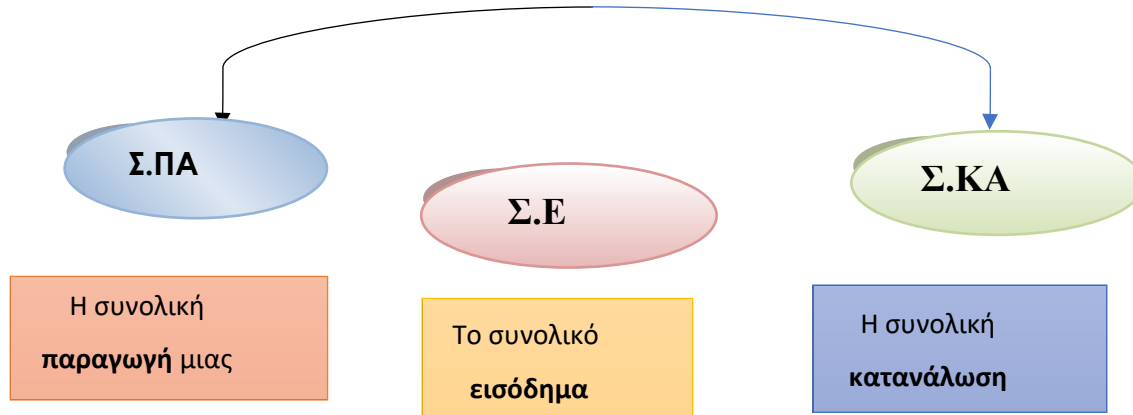 Σ.ΠΑ
Σ.Ε
Σ.ΚΑ
Η συνολική
παραγωγή μιας
Το συνολικό
εισόδημα
Η συνολική
κατανάλωση